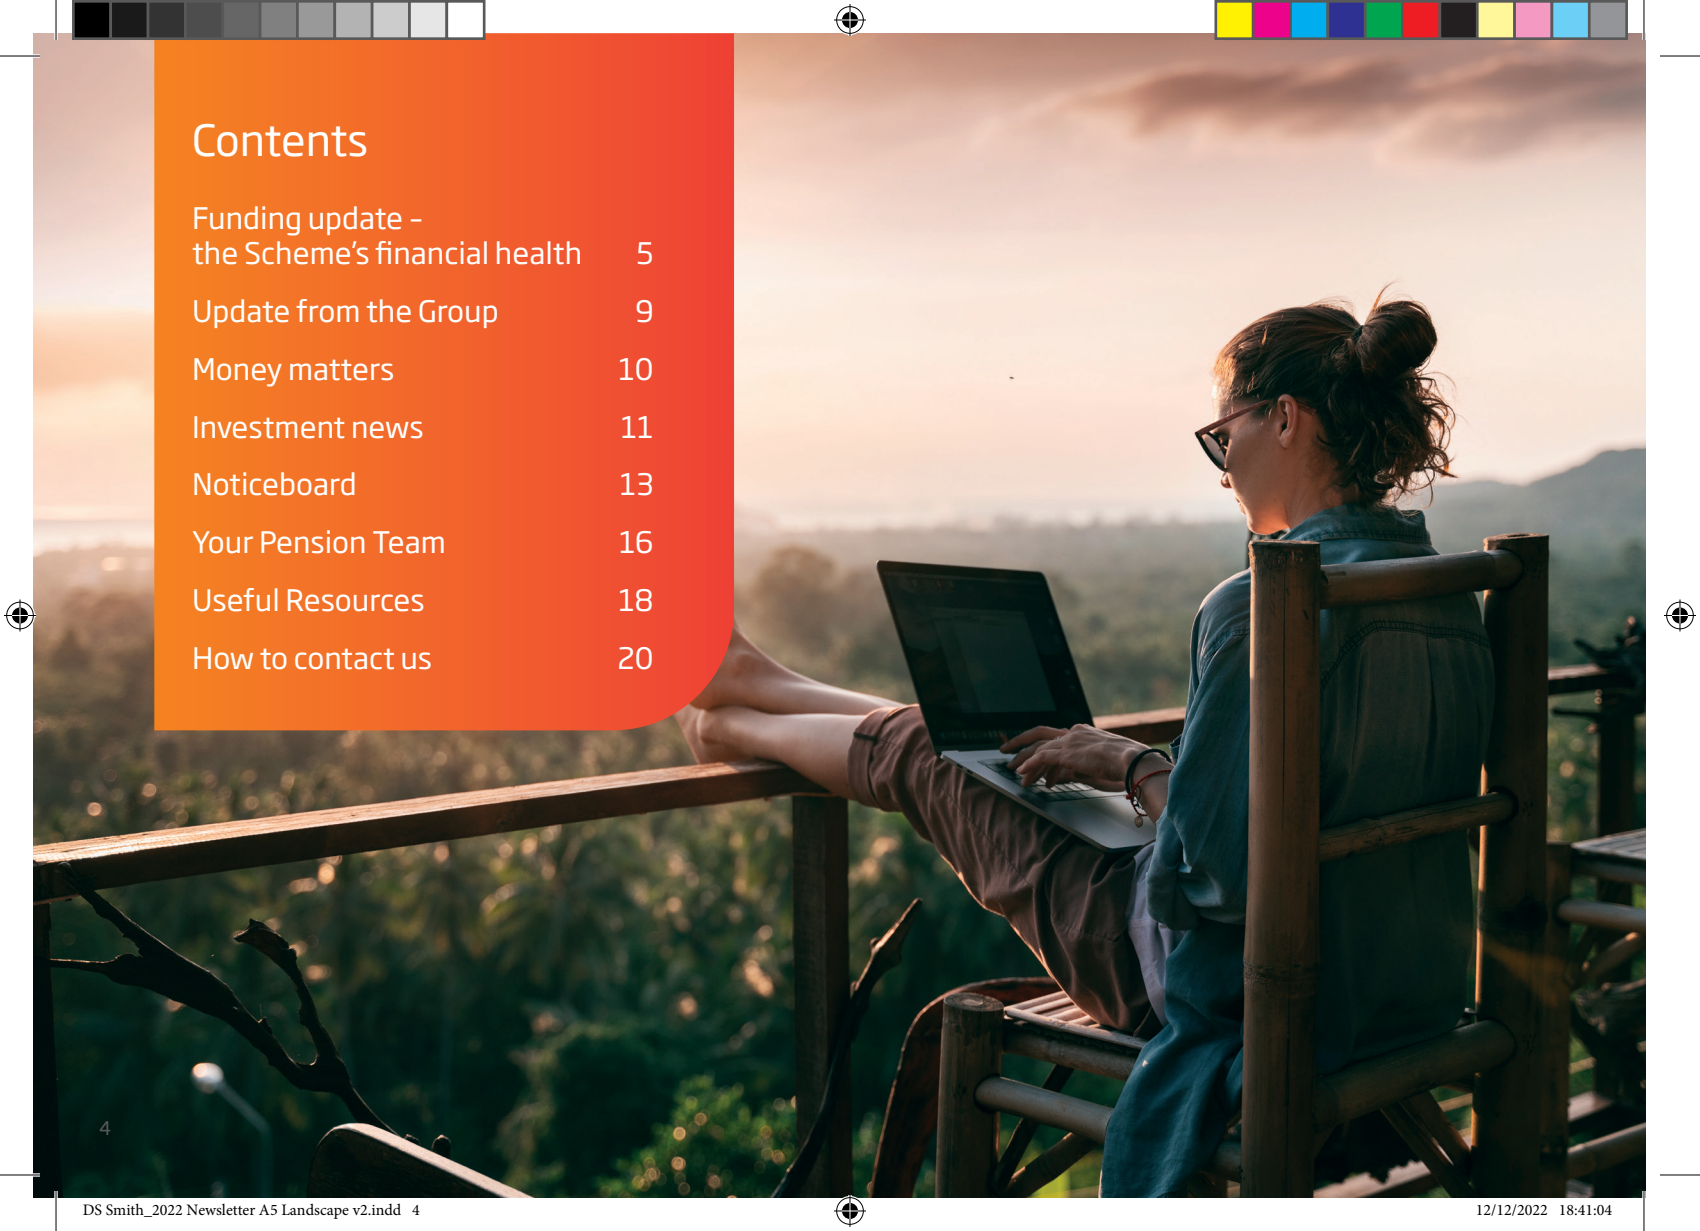 Contents
Funding update –
the Scheme's financial health 5
Update from the Group 9
Money matters 10
Investment news 11
Noticeboard 13
Your Pension Team 16
Useful Resources 18
How to contact us 20
4
DS Smith_2022 Newsletter A5 Landscape v2.indd 4
12/12/2022 18:41:04